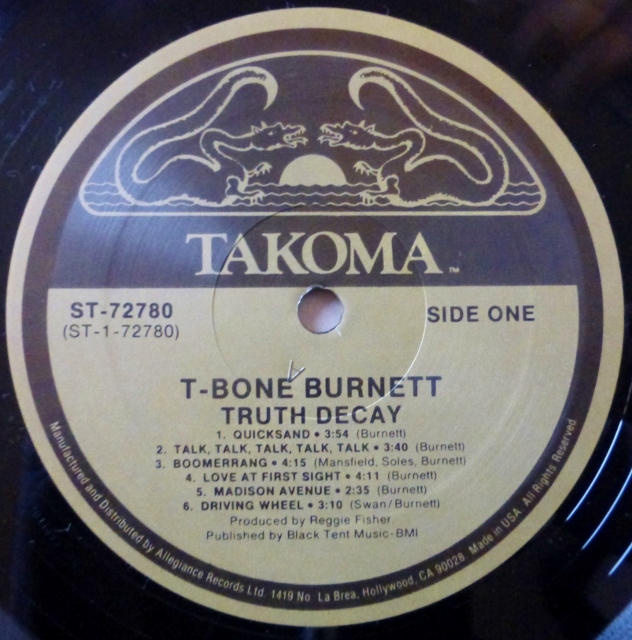 TAKOMA™
ST-72780
(ST-1-72780)
SIDE ONE
T-BONE BURNETT
TRUTH DECAY
1. QUICKSAND • 3:54 (Burnett)
2. TALK, TALK, TALK, TALK, TALK • 3:40 (Burnett)
3. BOOMERRANG • 4:15 (Mansfield, Soles, Burnett)
4. LOVE AT FIRST SIGHT • 4:11 (Burnett)
5. MADISON AVENUE • 2:35 (Burnett)
6. DRIVING WHEEL • 3:10 (Swan/Burnett)
Produced by Reggie Fisher
Published by Black Tent Music-BMI
Manufactured and Distributed by Allegiance Records Ltd. 1419 No. La Brea, Hollywood, CA 90028. Made in USA. All Rights Reserved